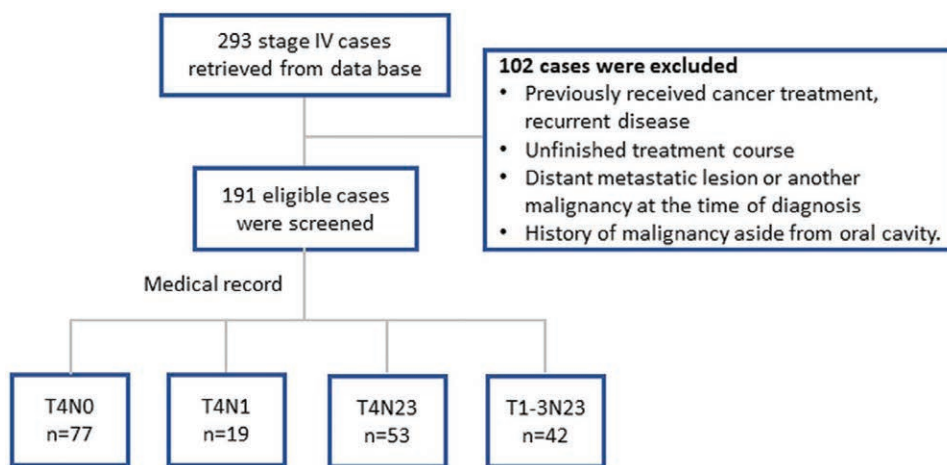 293 stage IV cases
retrieved from data base
102 cases were excluded
• Previously received cancer treatment,
recurrent disease
• Unfinished treatment course
• Distant metastatic lesion or another
malignancy at the time of diagnosis
• History of malignancy aside from oral cavity.
191 eligible cases
were screened
Medical record
T4N0
n=77
T4N1
n=19
T4N23
n=53
T1-3N23
n=42